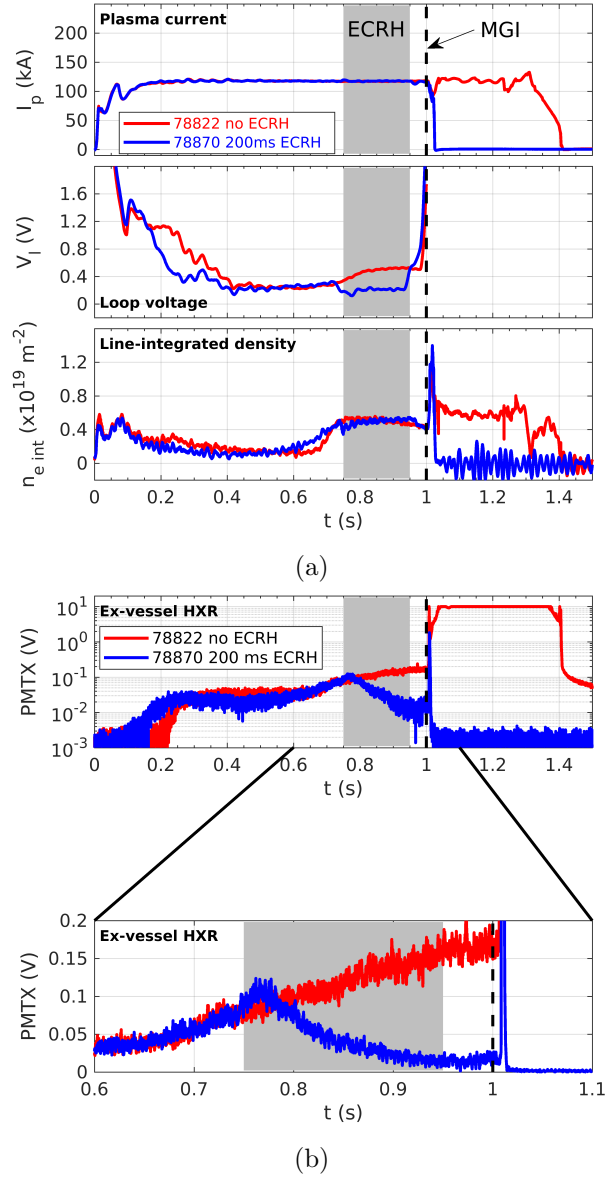 Plasma current
ECRH
MGI
I_p (kA)
200
150
100
50
0
78822 no ECRH
78870 200ms ECRH
V_l (V)
1.6
1.2
0.8
0.4
0
Loop voltage
Line-integrated density
n_{e int} (x10^{19} m^{-2})
1.2
0.8
0.4
0
0 0.2 0.4 0.6 0.8 1 1.2 1.4
t (s)
(a)
Ex-vessel HXR
78822 no ECRH
78870 200 ms ECRH
PMTX (V)
10^1
10^0
10^{-1}
10^{-2}
10^{-3}
0 0.2 0.4 0.6 0.8 1 1.2 1.4
t (s)
Ex-vessel HXR
PMTX (V)
0.2
0.15
0.1
0.05
0
0.6 0.7 0.8 0.9 1 1.1
t (s)
(b)